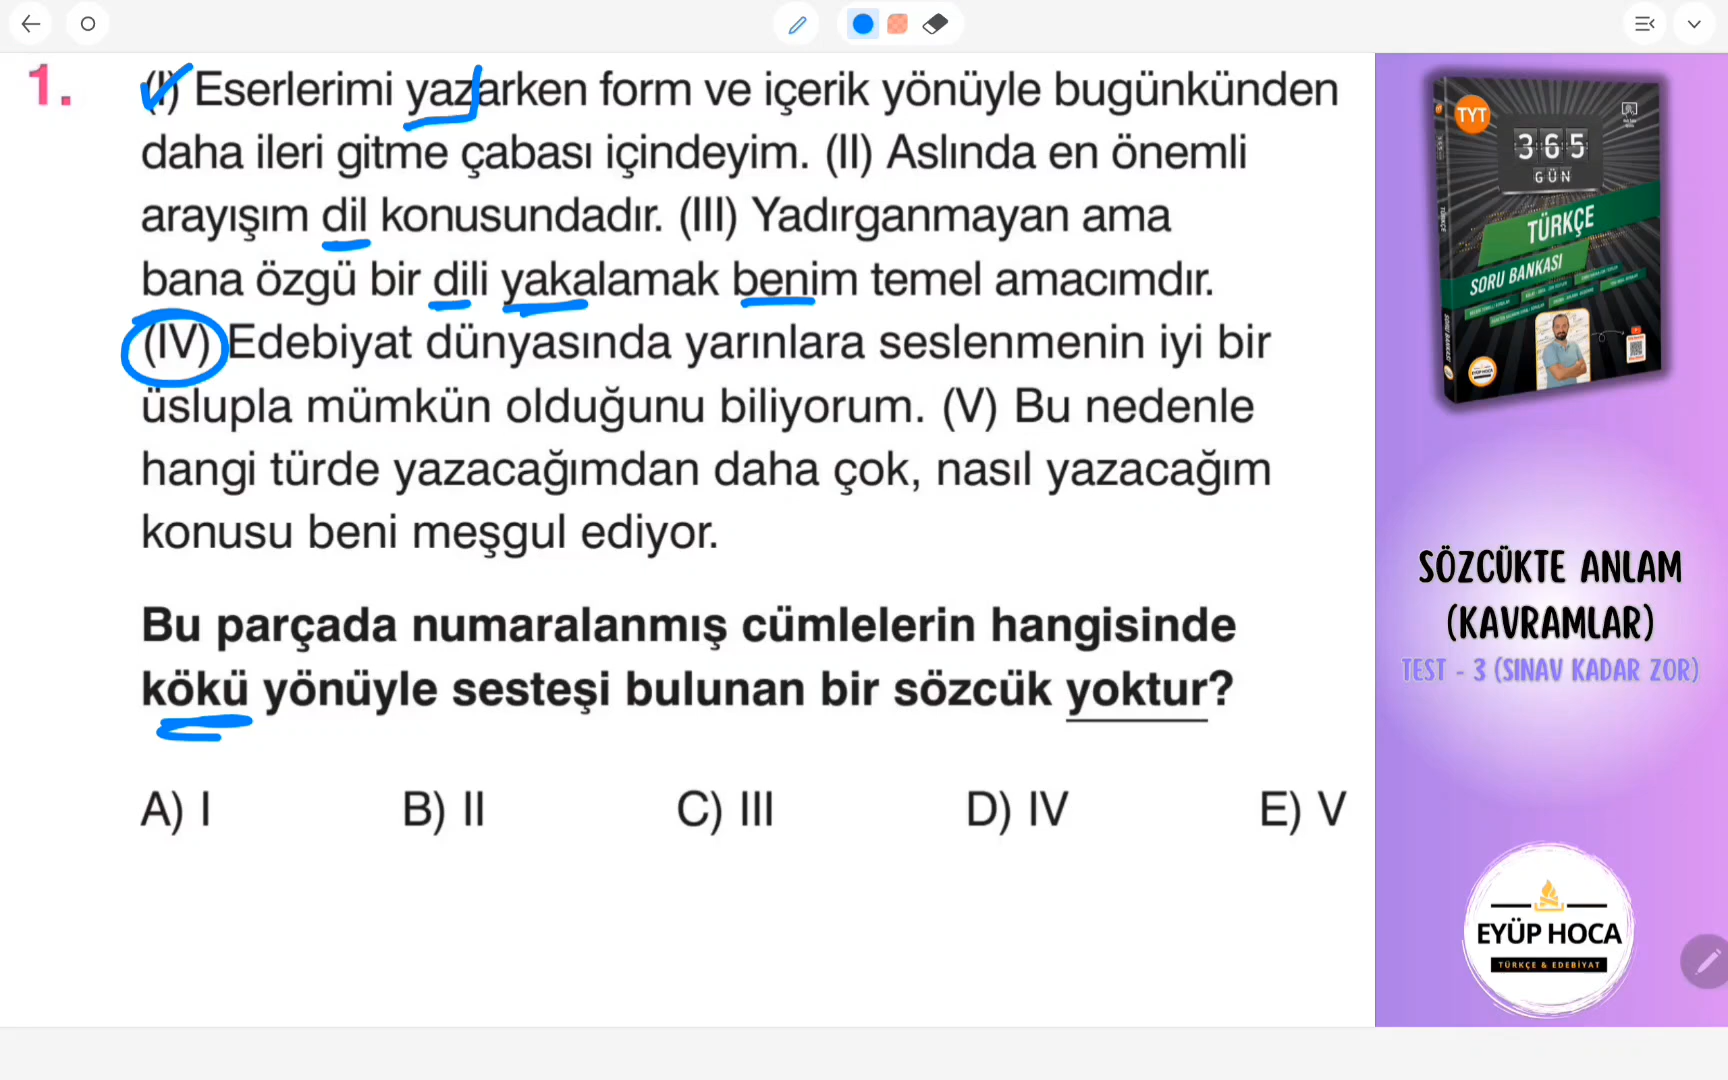 1. (I) Eserlerimi yazarken form ve içerik yönüyle bugünkünden
daha ileri gitme çabası içindeyim. (II) Aslında en önemli
arayışım dil konusundadır. (III) Yadırganmayan ama
bana özgü bir dili yakalamak benim temel amacımdır.
(IV) Edebiyat dünyasında yarınlara seslenmenin iyi bir
üslupla mümkün olduğunu biliyorum. (V) Bu nedenle
hangi türde yazacağımdan daha çok, nasıl yazacağım
konusu beni meşgul ediyor.
Bu parçada numaralanmış cümlelerin hangisinde
kökü yönüyle sesteşi bulunan bir sözcük yoktur?
A) I B) II C) III D) IV E) V
TYT
365
GÜN
TÜRKÇE
SORU BANKASI
SÖZCÜKTE ANLAM
(KAVRAMLAR)
TEST - 3 (SINAV KADAR ZOR)
EYÜP HOCA
TÜRKÇE & EDEBİYAT